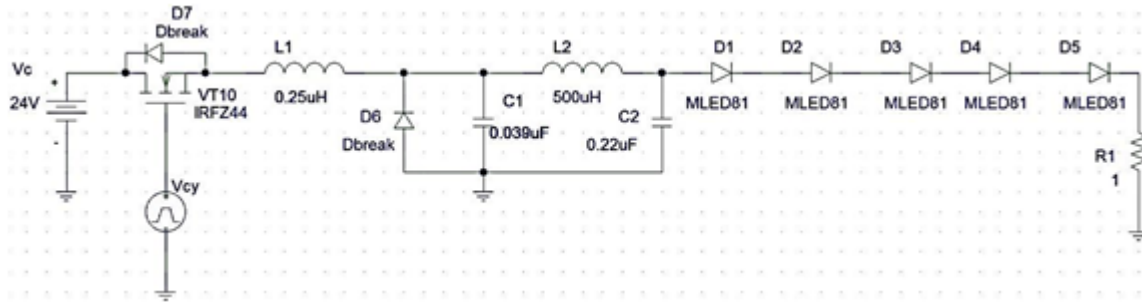 D7
Dbreak
Vc
+
24V
-
VT10
IRFZ44
Vcy
L1
0.25uH
D6
Dbreak
C1
0.039uF
L2
500uH
C2
0.22uF
D1
MLED81
D2
MLED81
D3
MLED81
D4
MLED81
D5
MLED81
R1
1